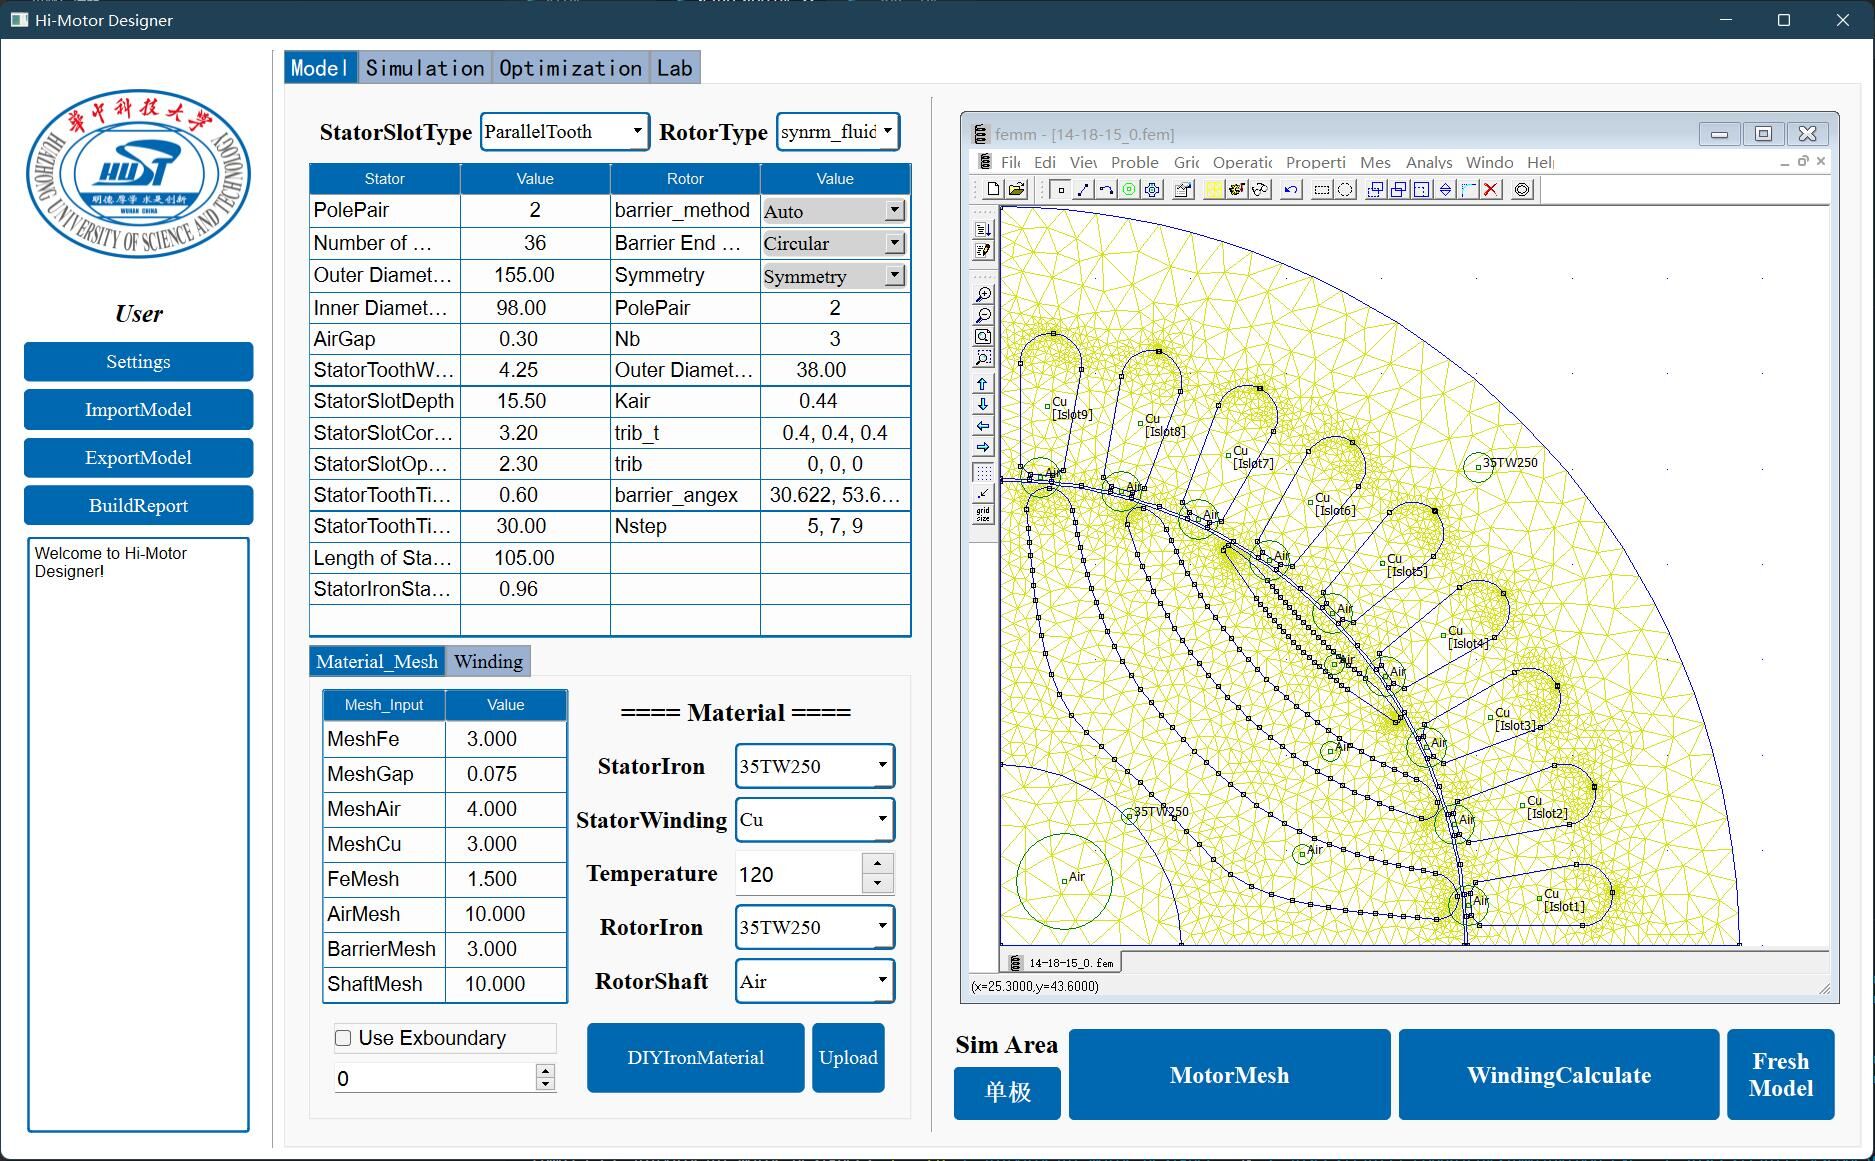 Hi-Motor Designer
華中科技大学
HUAZHONG UNIVERSITY OF SCIENCE AND TECHNOLOGY
HUST
明德厚学 求是创新
WUHAN CHINA
User
Settings
ImportModel
ExportModel
BuildReport
Welcome to Hi-Motor
Designer!
Model Simulation Optimization Lab
StatorSlotType ParallelTooth RotorType synrm_fluid
Stator Value Rotor Value
PolePair 2 barrier_method Auto
Number of … 36 Barrier End … Circular
Outer Diamet… 155.00 Symmetry Symmetry
Inner Diamet… 98.00 PolePair 2
AirGap 0.30 Nb 3
StatorToothW… 4.25 Outer Diamet… 38.00
StatorSlotDepth 15.50 Kair 0.44
StatorSlotCor… 3.20 trib_t 0.4, 0.4, 0.4
StatorSlotOp… 2.30 trib 0, 0, 0
StatorToothTi… 0.60 barrier_angex 30.622, 53.6…
StatorToothTi… 30.00 Nstep 5, 7, 9
Length of Sta… 105.00
StatorIronSta… 0.96
Material_Mesh Winding
Mesh_Input Value
MeshFe 3.000
MeshGap 0.075
MeshAir 4.000
MeshCu 3.000
FeMesh 1.500
AirMesh 10.000
BarrierMesh 3.000
ShaftMesh 10.000
Use Exboundary
0
==== Material ====
StatorIron 35TW250
StatorWinding Cu
Temperature 120
RotorIron 35TW250
RotorShaft Air
DIYIronMaterial Upload
femm - [14-18-15_0.fem]
File Edi View Proble Gric Operatic Properti Mes Analys Windo Help
grid
size
Cu
[Islot9]
Cu
[Islot8]
Cu
[Islot7]
35TW250
Air
Air
Cu
[Islot6]
Air
Air
Cu
[Islot5]
Air
Cu
[Islot4]
Air
Air
Cu
[Islot3]
Air
Air
Cu
[Islot2]
35TW250
Air
Air
Air
Cu
[Islot1]
Air
14-18-15_0.fem
(x=25.3000,y=43.6000)
Sim Area
单极
MotorMesh
WindingCalculate
Fresh
Model